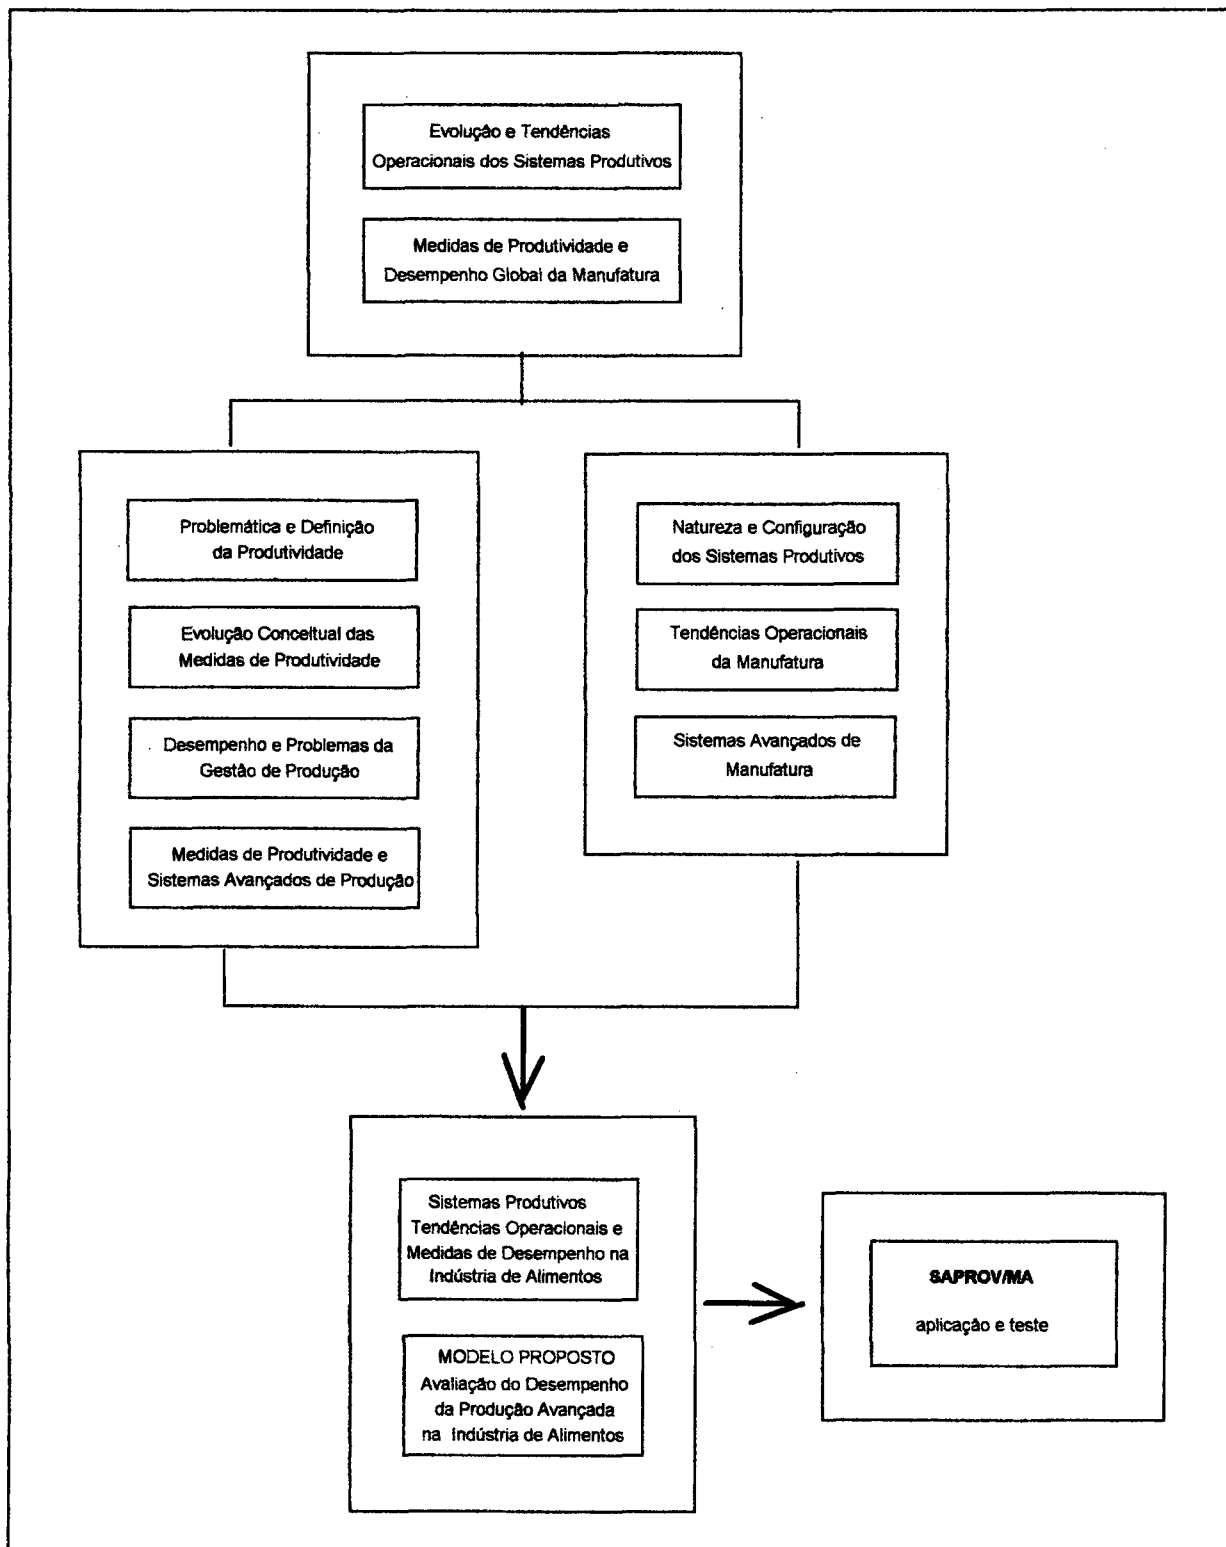 Evolução e Tendências
Operacionais dos Sistemas Produtivos
Medidas de Produtividade e
Desempenho Global da Manufatura
Problemática e Definição
da Produtividade
Evolução Conceitual das
Medidas de Produtividade
Desempenho e Problemas da
Gestão de Produção
Medidas de Produtividade e
Sistemas Avançados de Produção
Natureza e Configuração
dos Sistemas Produtivos
Tendências Operacionais
da Manufatura
Sistemas Avançados de
Manufatura
Sistemas Produtivos
Tendências Operacionais e
Medidas de Desempenho na
Indústria de Alimentos
MODELO PROPOSTO
Avaliação do Desempenho
da Produção Avançada
na Indústria de Alimentos
SAPROV/MA
aplicação e teste